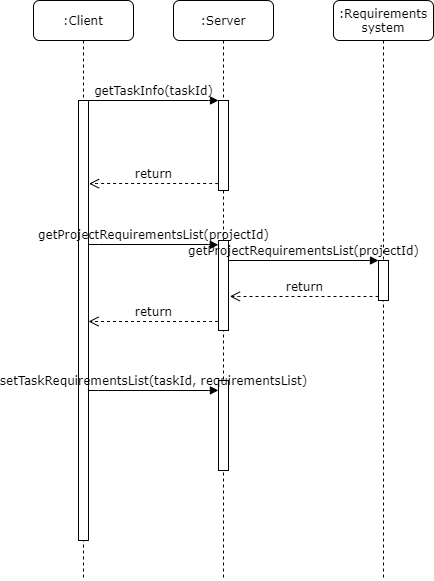 :Client
:Server
:Requirements
system
getTaskInfo(taskId)
return
getProjectRequirementsList(projectId)
getProjectRequirementsList(projectId)
return
return
setTaskRequirementsList(taskId, requirementsList)